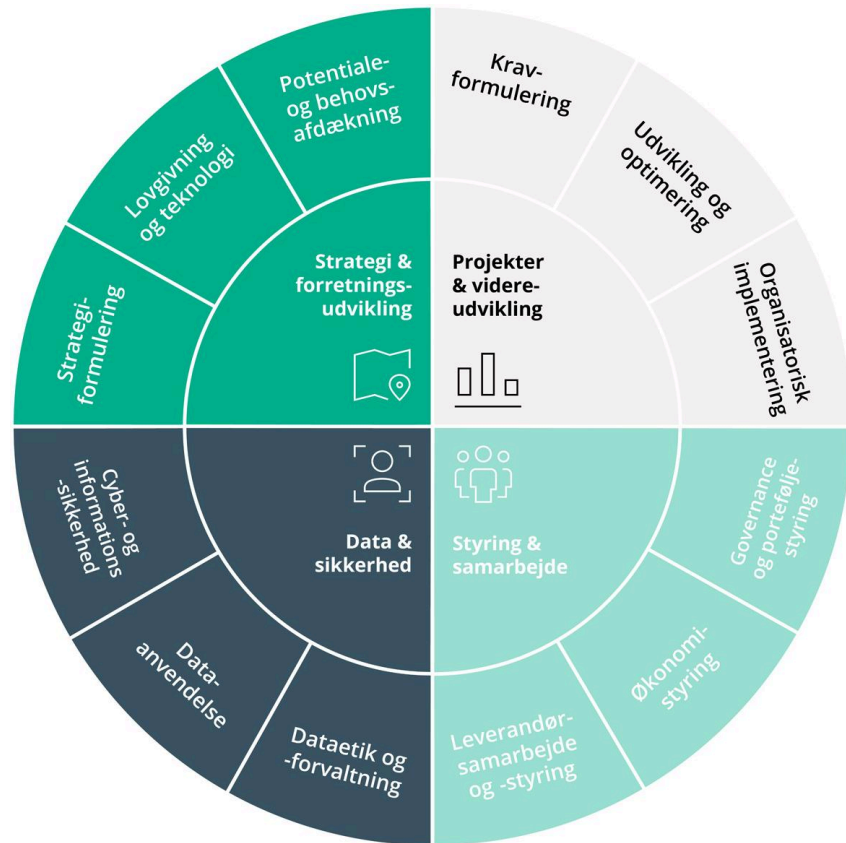 Potentiale-
og behovs-
afdækning
Lovgivning
og teknologi
Strategi-
formulering
Strategi &
forretnings-
udvikling
Krav-
formulering
Udvikling og
optimering
Organisatorisk
implementering
Projekter
& videre-
udvikling
Governance
og portefølje-
styring
Økonomi-
styring
Leverandør-
samarbejde
og -styring
Styring &
samarbejde
Dataetik og
-forvaltning
Data-
anvendelse
Cyber- og
informations
-sikkerhed
Data &
sikkerhed